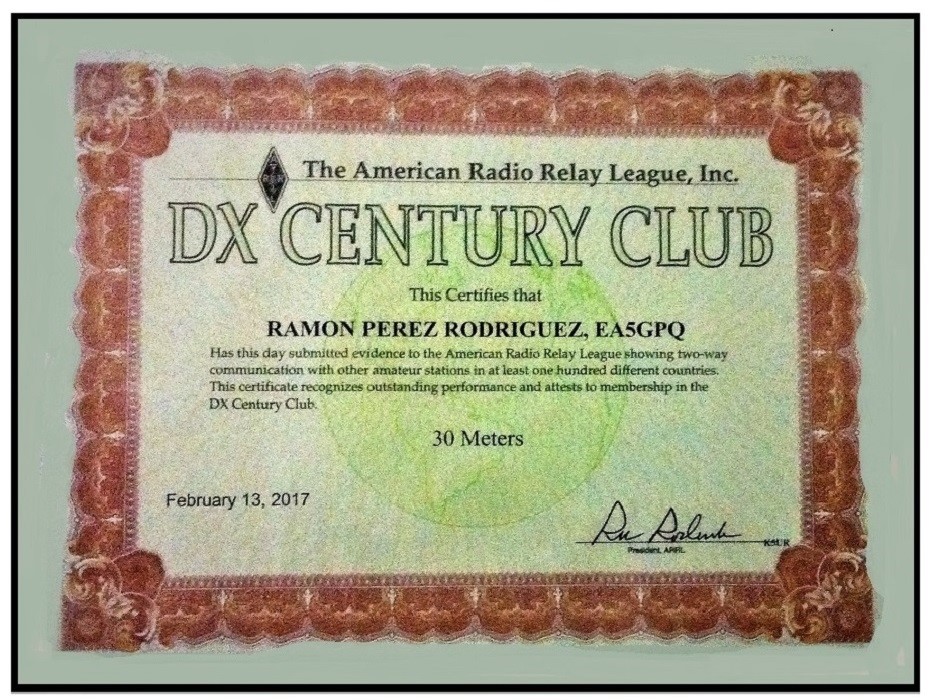 The American Radio Relay League, Inc.
DX CENTURY CLUB
This Certifies that
RAMON PEREZ RODRIGUEZ, EA5GPQ
Has this day submitted evidence to the American Radio Relay League showing two-way
communication with other amateur stations in at least one hundred different countries.
This certificate recognizes outstanding performance and attests to membership in the
DX Century Club.
30 Meters
February 13, 2017
President, ARRL